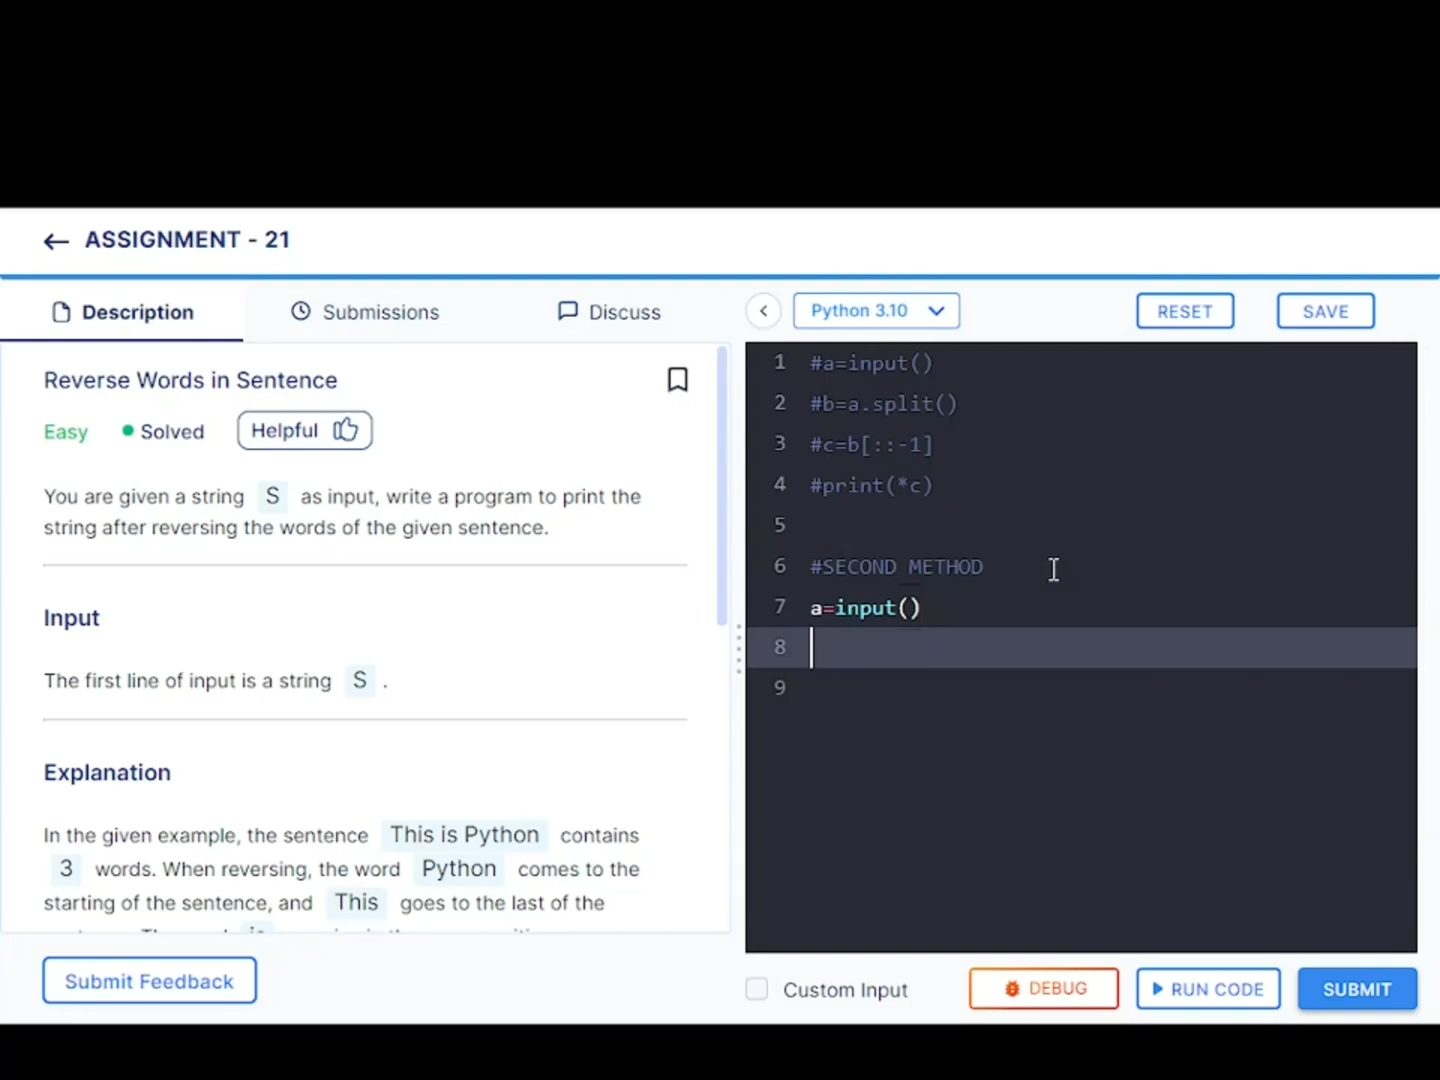 ASSIGNMENT - 21
Description
Submissions
Discuss
Python 3.10
RESET
SAVE
Reverse Words in Sentence
Easy
Solved
Helpful
You are given a string S as input, write a program to print the
string after reversing the words of the given sentence.
Input
The first line of input is a string S .
Explanation
In the given example, the sentence This is Python contains
3 words. When reversing, the word Python comes to the
starting of the sentence, and This goes to the last of the
Submit Feedback
1 #a=input()
2 #b=a.split()
3 #c=b[::-1]
4 #print(*c)
5
6 #SECOND METHOD
7 a=input()
8
9
Custom Input
DEBUG
RUN CODE
SUBMIT